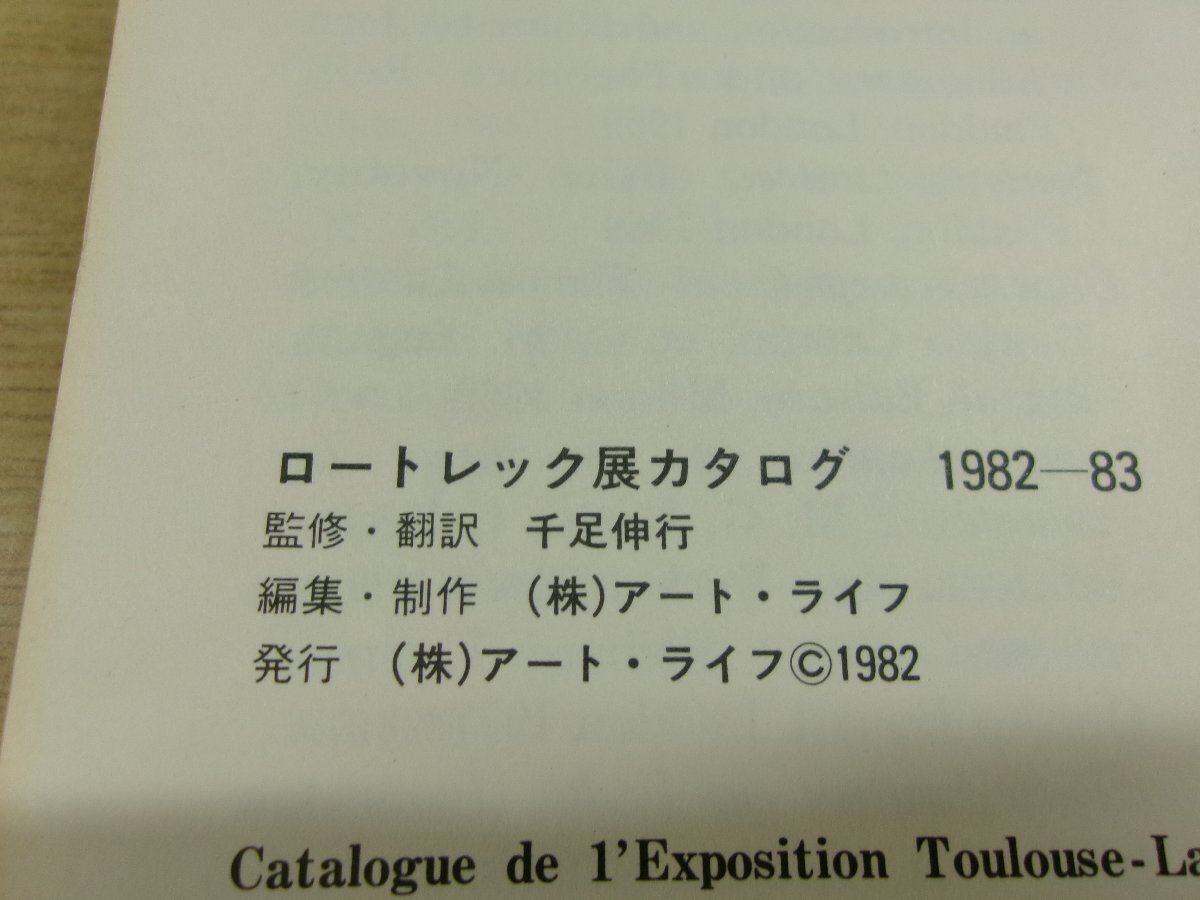 ロートレック展カタログ 1982—83
監修・翻訳 千足伸行
編集・制作 (株)アート・ライフ
発行 (株)アート・ライフ©1982
Catalogue de l'Exposition Toulouse-La